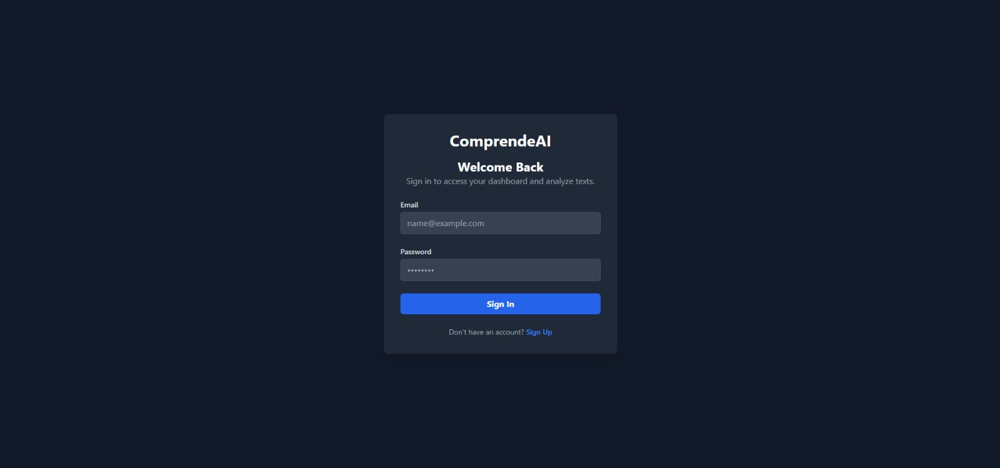 ComprendeAI
Welcome Back
Sign in to access your dashboard and analyze texts.
Email
name@example.com
Password
••••••••
Sign In
Don't have an account? Sign Up